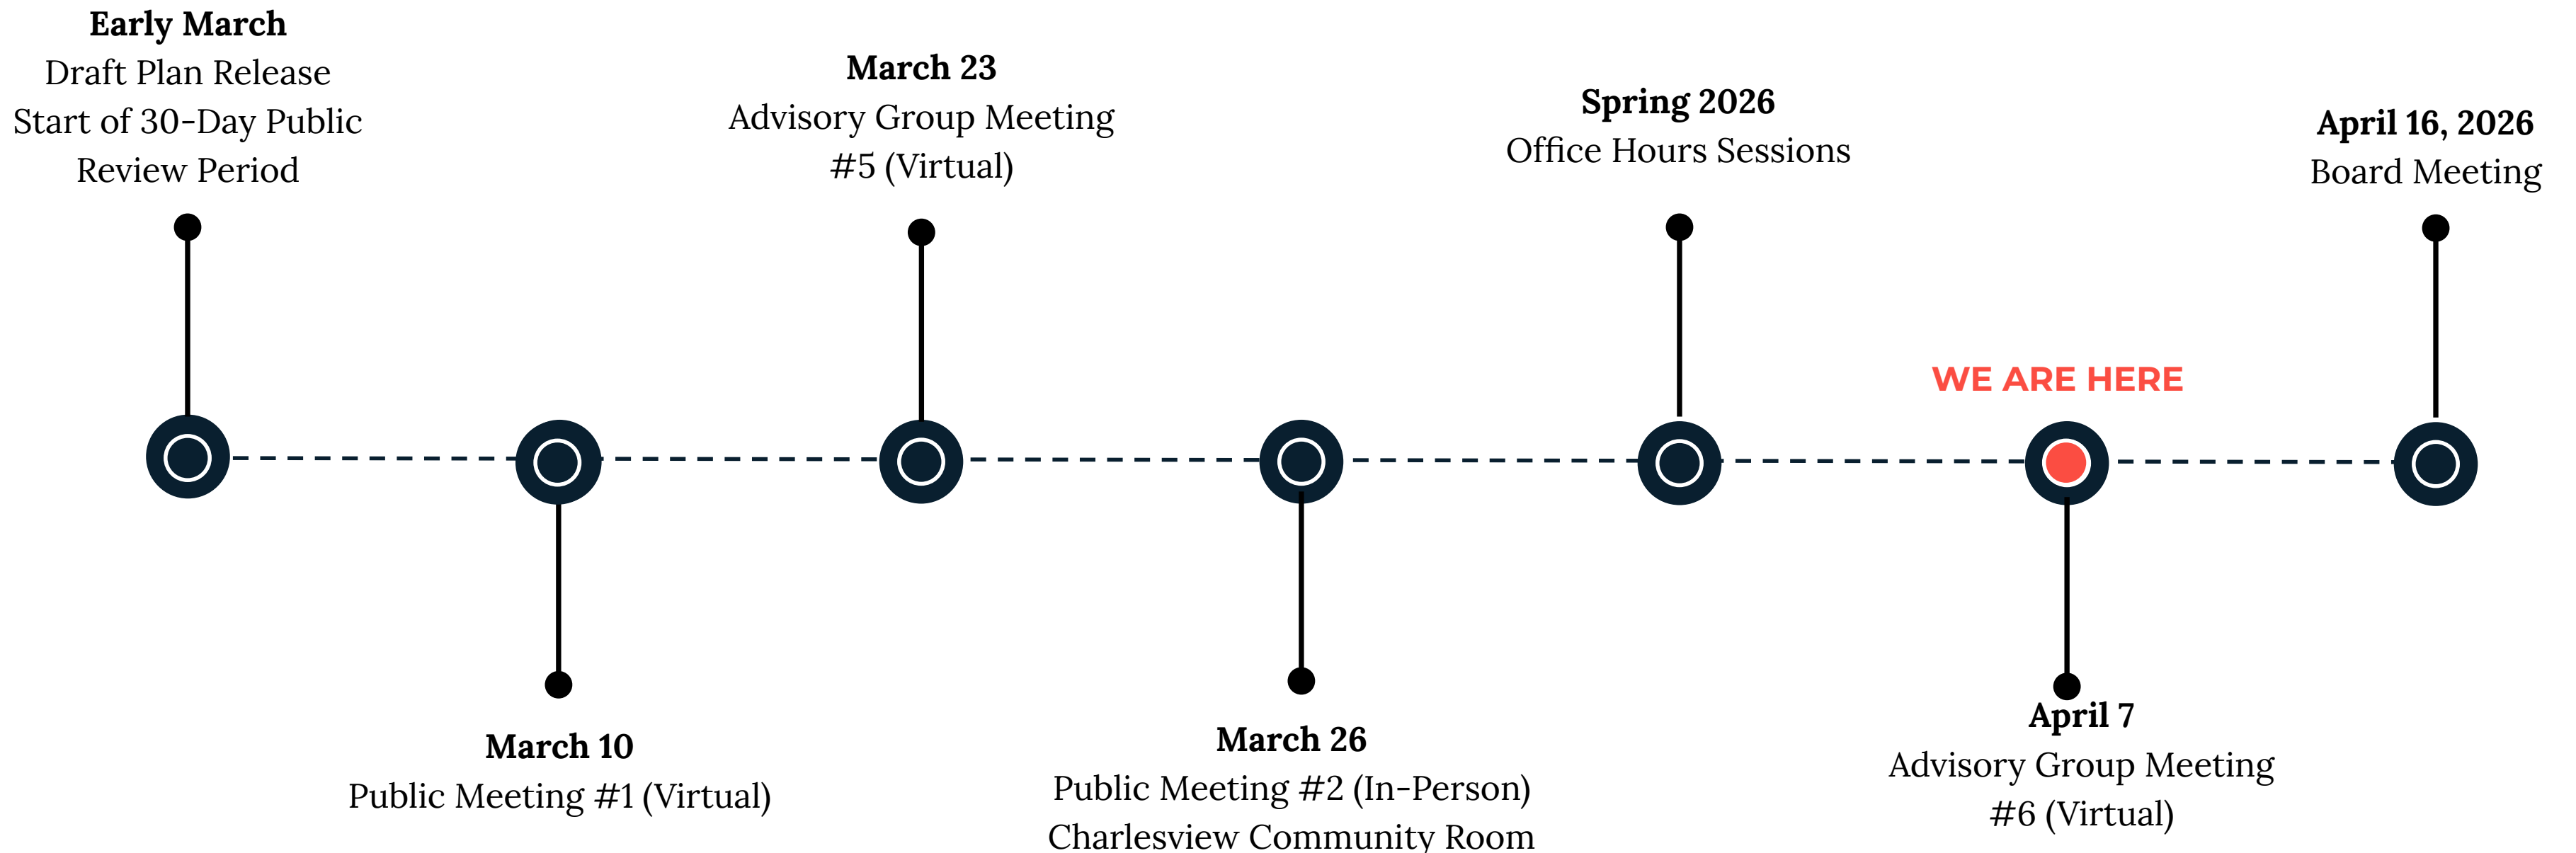 Early March
Draft Plan Release
Start of 30-Day Public
Review Period
March 10
Public Meeting #1 (Virtual)
March 23
Advisory Group Meeting
#5 (Virtual)
March 26
Public Meeting #2 (In-Person)
Charlesview Community Room
Spring 2026
Office Hours Sessions
WE ARE HERE
April 7
Advisory Group Meeting
#6 (Virtual)
April 16, 2026
Board Meeting